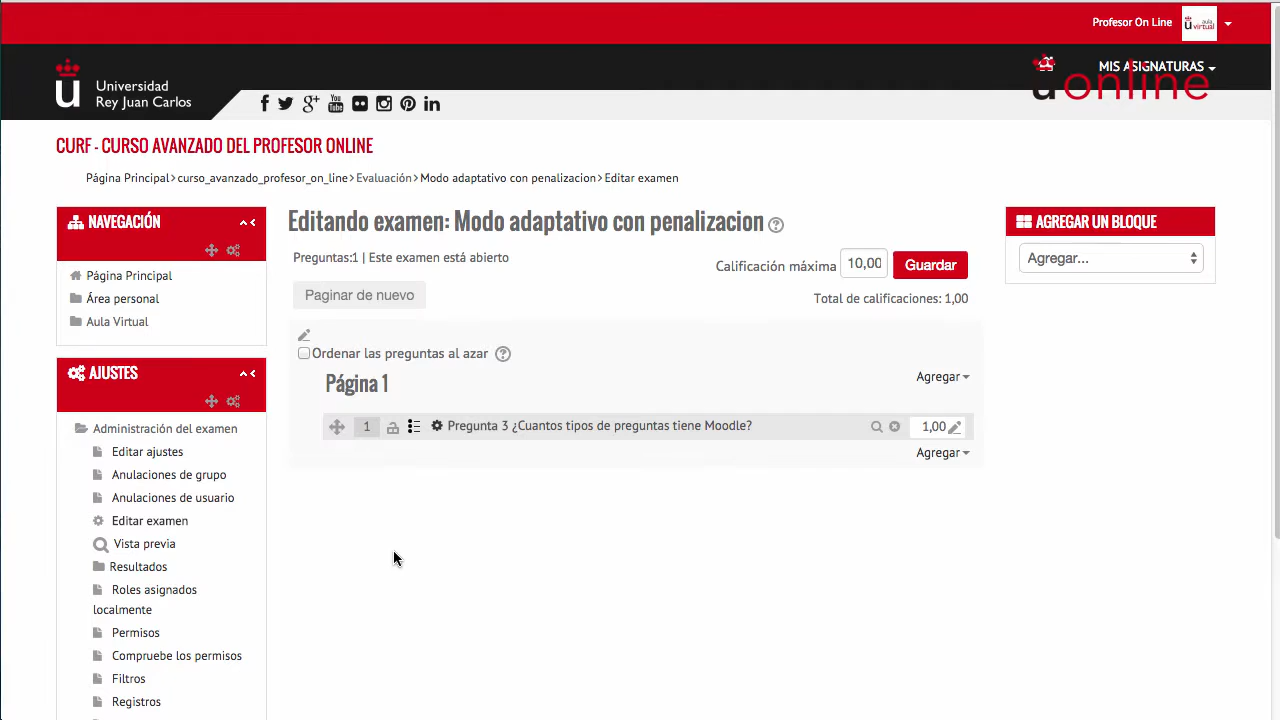 Profesor On Line
aula virtual
Universidad
Rey Juan Carlos
MIS ASIGNATURAS
online
CURF - CURSO AVANZADO DEL PROFESOR ONLINE
Página Principal > curso_avanzado_profesor_on_line > Evaluación > Modo adaptativo con penalizacion > Editar examen
NAVEGACIÓN
Página Principal
Área personal
Aula Virtual
AJUSTES
Administración del examen
Editar ajustes
Anulaciones de grupo
Anulaciones de usuario
Editar examen
Vista previa
Resultados
Roles asignados
localmente
Permisos
Compruebe los permisos
Filtros
Registros
Editando examen: Modo adaptativo con penalizacion
Preguntas:1 | Este examen está abierto
Calificación máxima 10,00 Guardar
Paginar de nuevo
Total de calificaciones: 1,00
Ordenar las preguntas al azar
Página 1
Agregar
1 Pregunta 3 ¿Cuantos tipos de preguntas tiene Moodle? 1,00
Agregar
AGREGAR UN BLOQUE
Agregar...